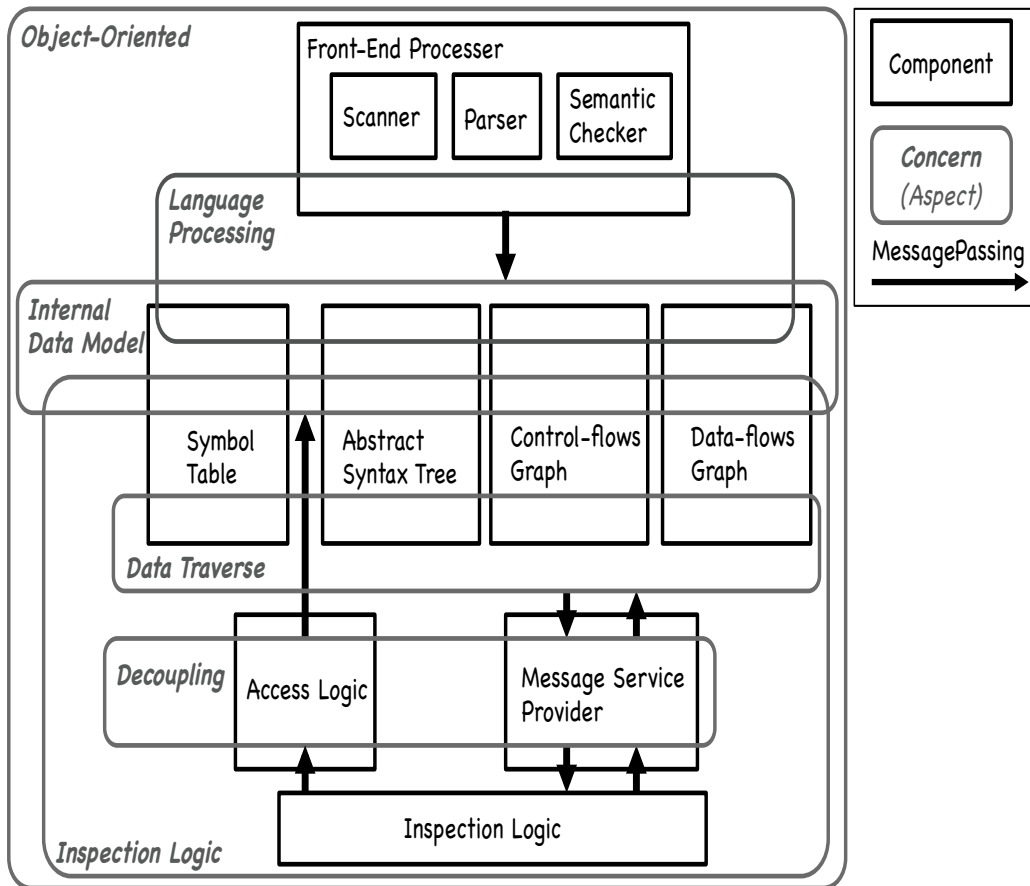 Object-Oriented
Front-End Processer
Scanner
Parser
Semantic
Checker
Language
Processing
Internal
Data Model
Symbol
Table
Abstract
Syntax Tree
Control-flows
Graph
Data-flows
Graph
Data Traverse
Decoupling
Access Logic
Message Service
Provider
Inspection Logic
Inspection Logic
Component
Concern
(Aspect)
MessagePassing